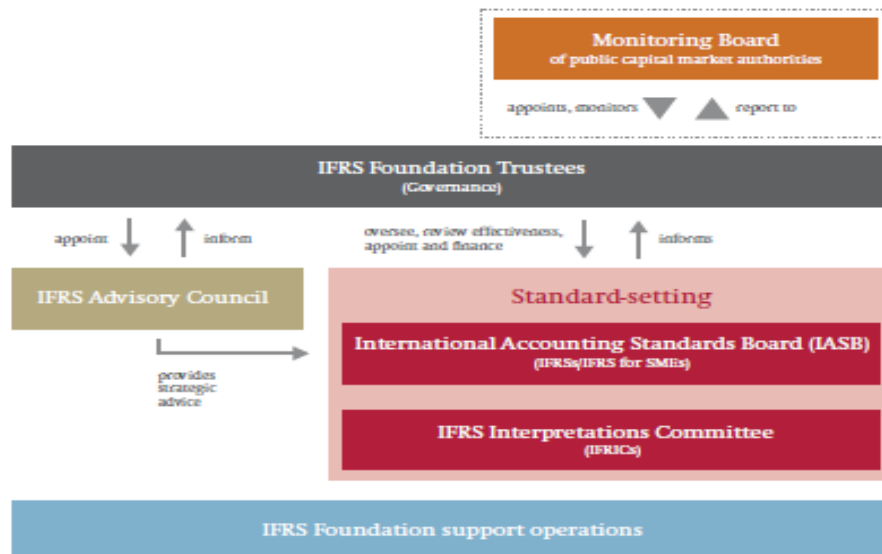 Monitoring Board
of public capital market authorities
appoints, monitors
report to
IFRS Foundation Trustees
(Governance)
appoint
inform
oversee, review effectiveness,
appoint and finance
informs
IFRS Advisory Council
Standard-setting
International Accounting Standards Board (IASB)
(IFRSs/IFRS for SMEs)
provides
strategic
advice
IFRS Interpretations Committee
(IFRICs)
IFRS Foundation support operations